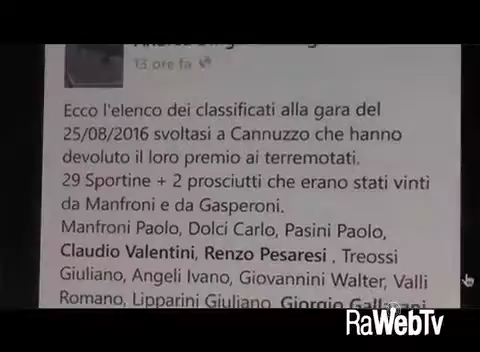 13 ore fa
Ecco l'elenco dei classificati alla gara del
25/08/2016 svoltasi a Cannuzzo che hanno
devoluto il loro premio ai terremotati.
29 Sportine + 2 prosciutti che erano stati vinti
da Manfroni e da Gasperoni.
Manfroni Paolo, Dolci Carlo, Pasini Paolo,
Claudio Valentini, Renzo Pesaresi , Treossi
Giuliano, Angeli Ivano, Giovannini Walter, Valli
Romano, Lipparini Giuliano, Giorgio
RaWebTv